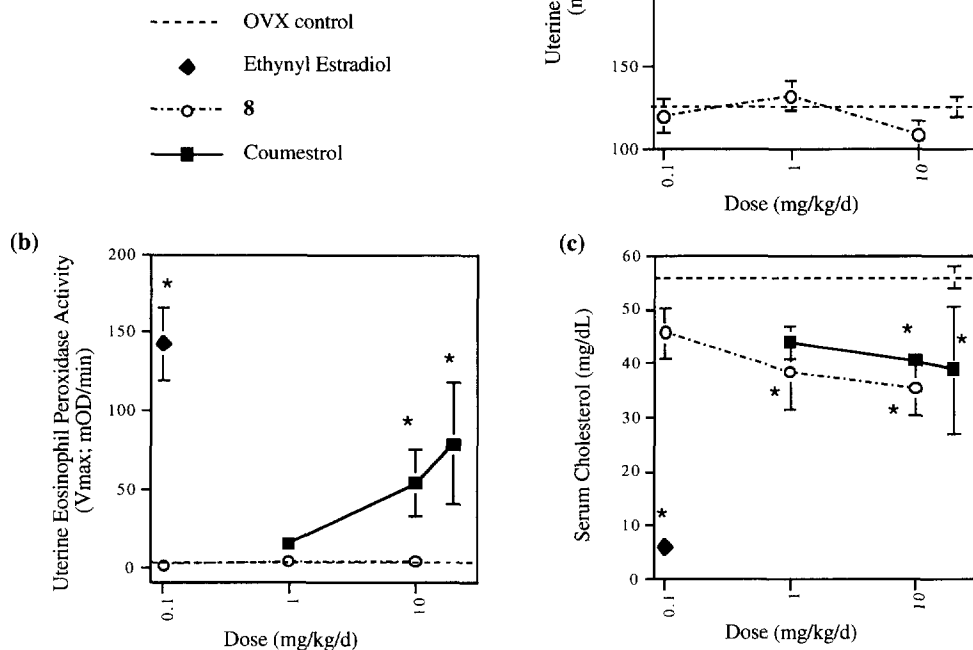 OVX control
Ethynyl Estradiol
8
Coumestrol
Uterine
150
100
0.1
1
10
Dose (mg/kg/d)
(b)
Uterine Eosinophil Peroxidase Activity
(Vmax; mOD/min)
200
150
100
50
0
*
*
*
0.1
1
10
Dose (mg/kg/d)
(c)
Serum Cholesterol (mg/dL)
60
50
40
30
20
10
0
*
*
*
*
*
0.1
1
10
Dose (mg/kg/d)